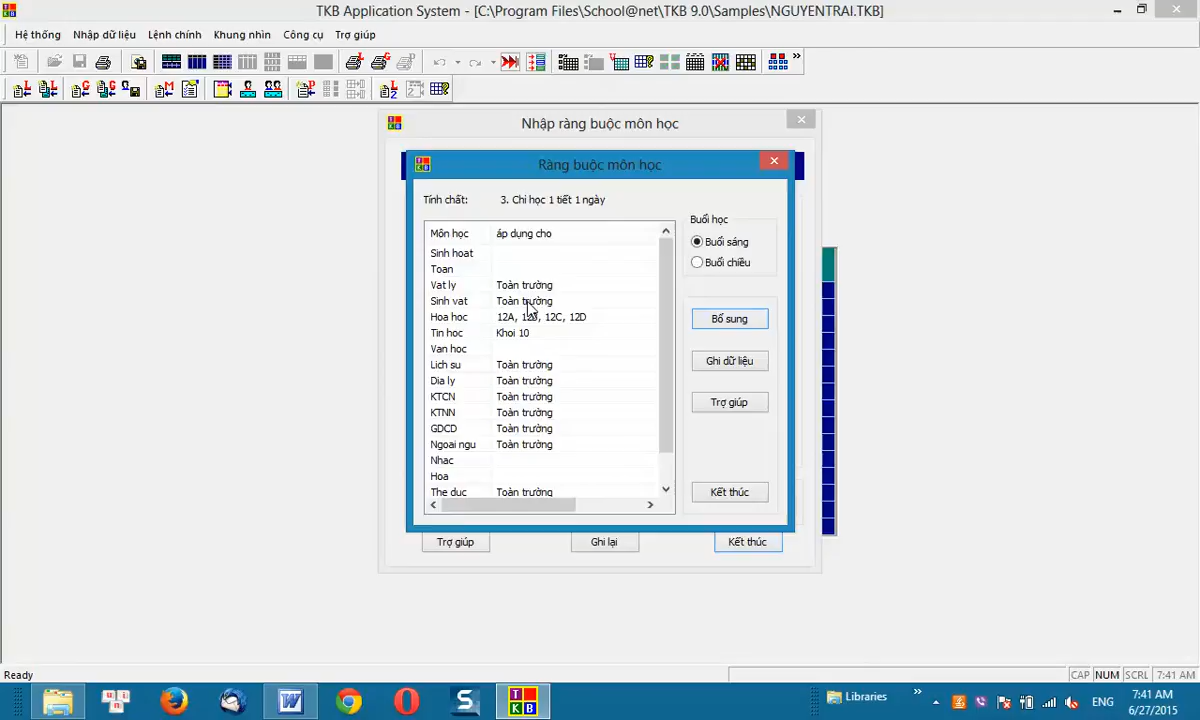 TKB Application System - [C:\Program Files\School@net\TKB 9.0\Samples\NGUYENTRAI.TKB]
Hệ thống Nhập dữ liệu Lệnh chính Khung nhìn Công cụ Trợ giúp
Nhập ràng buộc môn học
Ràng buộc môn học
Tính chất: 3. Chỉ học 1 tiết 1 ngày
Buổi học
Môn học áp dụng cho
Buổi sáng
Buổi chiều
Sinh hoat
Toan
Vat ly Toàn trường
Sinh vat Toàn trường
Hoa hoc 12A, 12B, 12C, 12D
Tin hoc Khoi 10
Van hoc
Lich su Toàn trường
Dia ly Toàn trường
KTCN Toàn trường
KTNN Toàn trường
GDCD Toàn trường
Ngoai ngu Toàn trường
Nhac
Hoa
The duc Toàn trường
Bổ sung
Ghi dữ liệu
Trợ giúp
Kết thúc
Trợ giúp Ghi lại Kết thúc
Ready CAP NUM SCRL 7:41 AM
Libraries
ENG
7:41 AM
6/27/2015